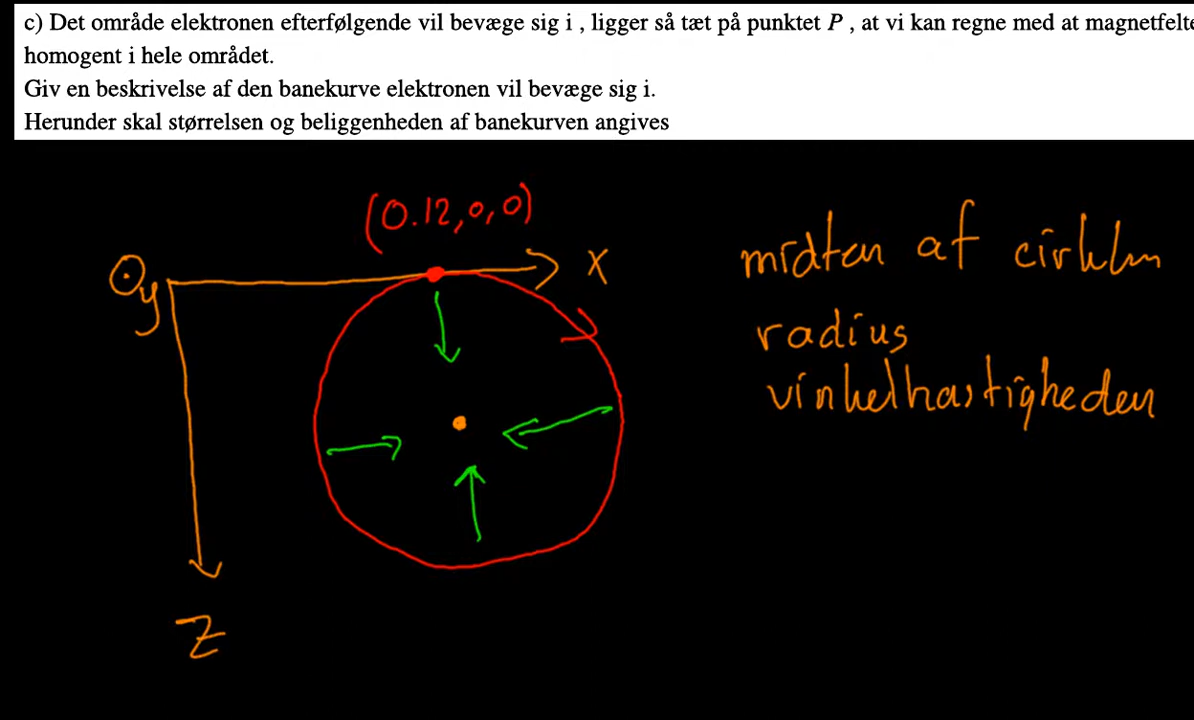 c) Det område elektronen efterfølgende vil bevæge sig i , ligger så tæt på punktet P , at vi kan regne med at magnetfelte
homogent i hele området.
Giv en beskrivelse af den banekurve elektronen vil bevæge sig i.
Herunder skal størrelsen og beliggenheden af banekurven angives
(0.12,0,0)
y
x
z
midten af cirklen
radius
vinkelhastigheden